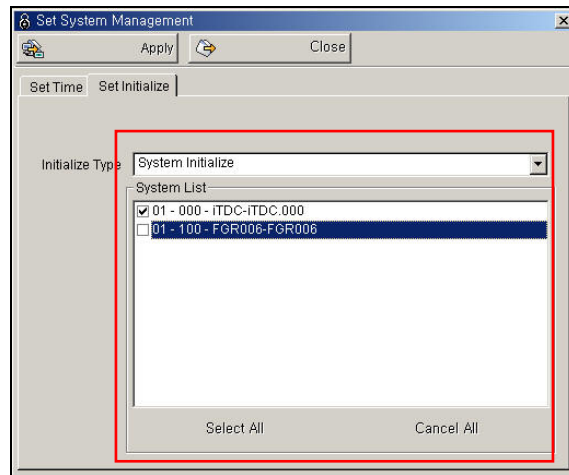 Set System Management
Apply Close
Set Time Set Initialize
Initialize Type System Initialize
System List
01 - 000 - iTDC-iTDC.000
01 - 100 - FGR006-FGR006
Select All Cancel All